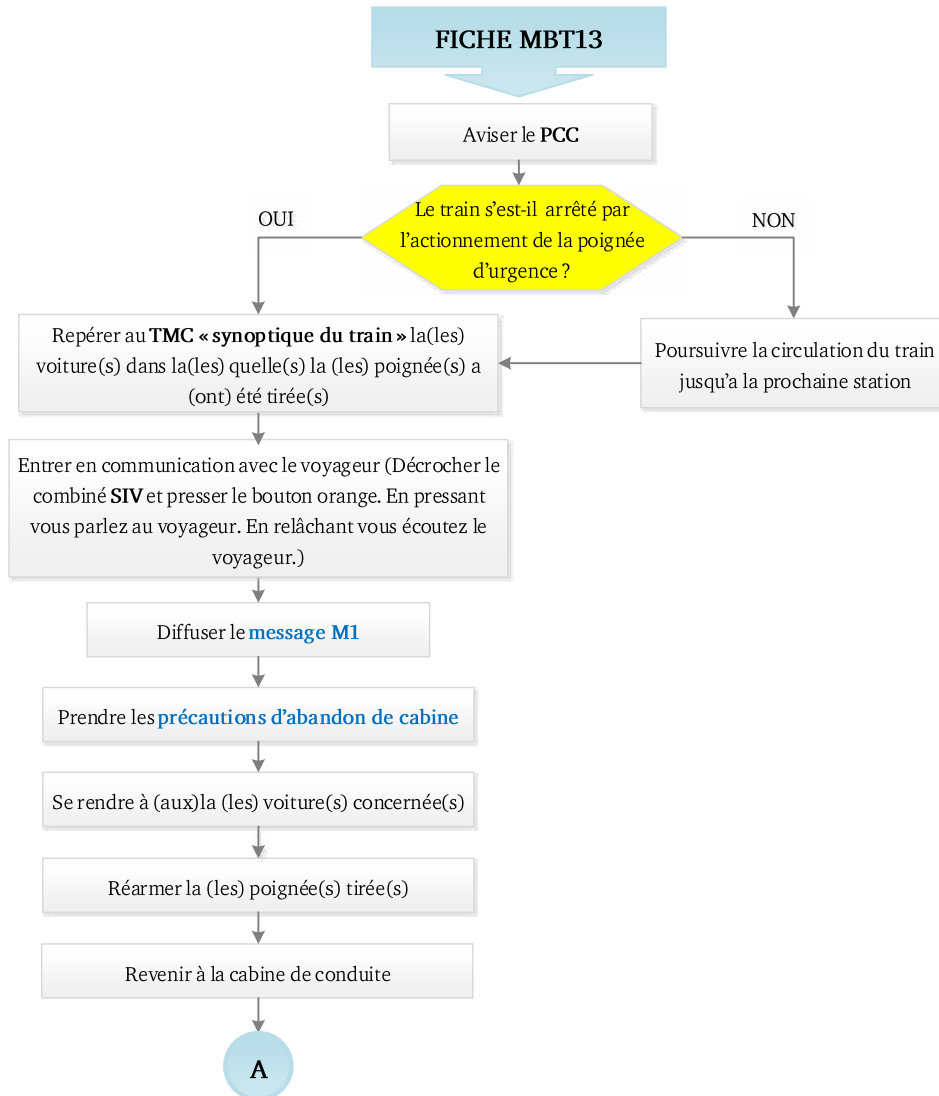 FICHE MBT13
Aviser le PCC
Le train s’est-il arrêté par
l’actionnement de la poignée
d’urgence ?
OUI
NON
Repérer au TMC « synoptique du train » la(les)
voiture(s) dans la(les) quelle(s) la (les) poignée(s) a
(ont) été tirée(s)
Poursuivre la circulation du train
jusqu’a la prochaine station
Entrer en communication avec le voyageur (Décrocher le
combiné SIV et presser le bouton orange. En pressant
vous parlez au voyageur. En relâchant vous écoutez le
voyageur.)
Diffuser le message M1
Prendre les précautions d’abandon de cabine
Se rendre à (aux)la (les) voiture(s) concernée(s)
Réarmer la (les) poignée(s) tirée(s)
Revenir à la cabine de conduite
A